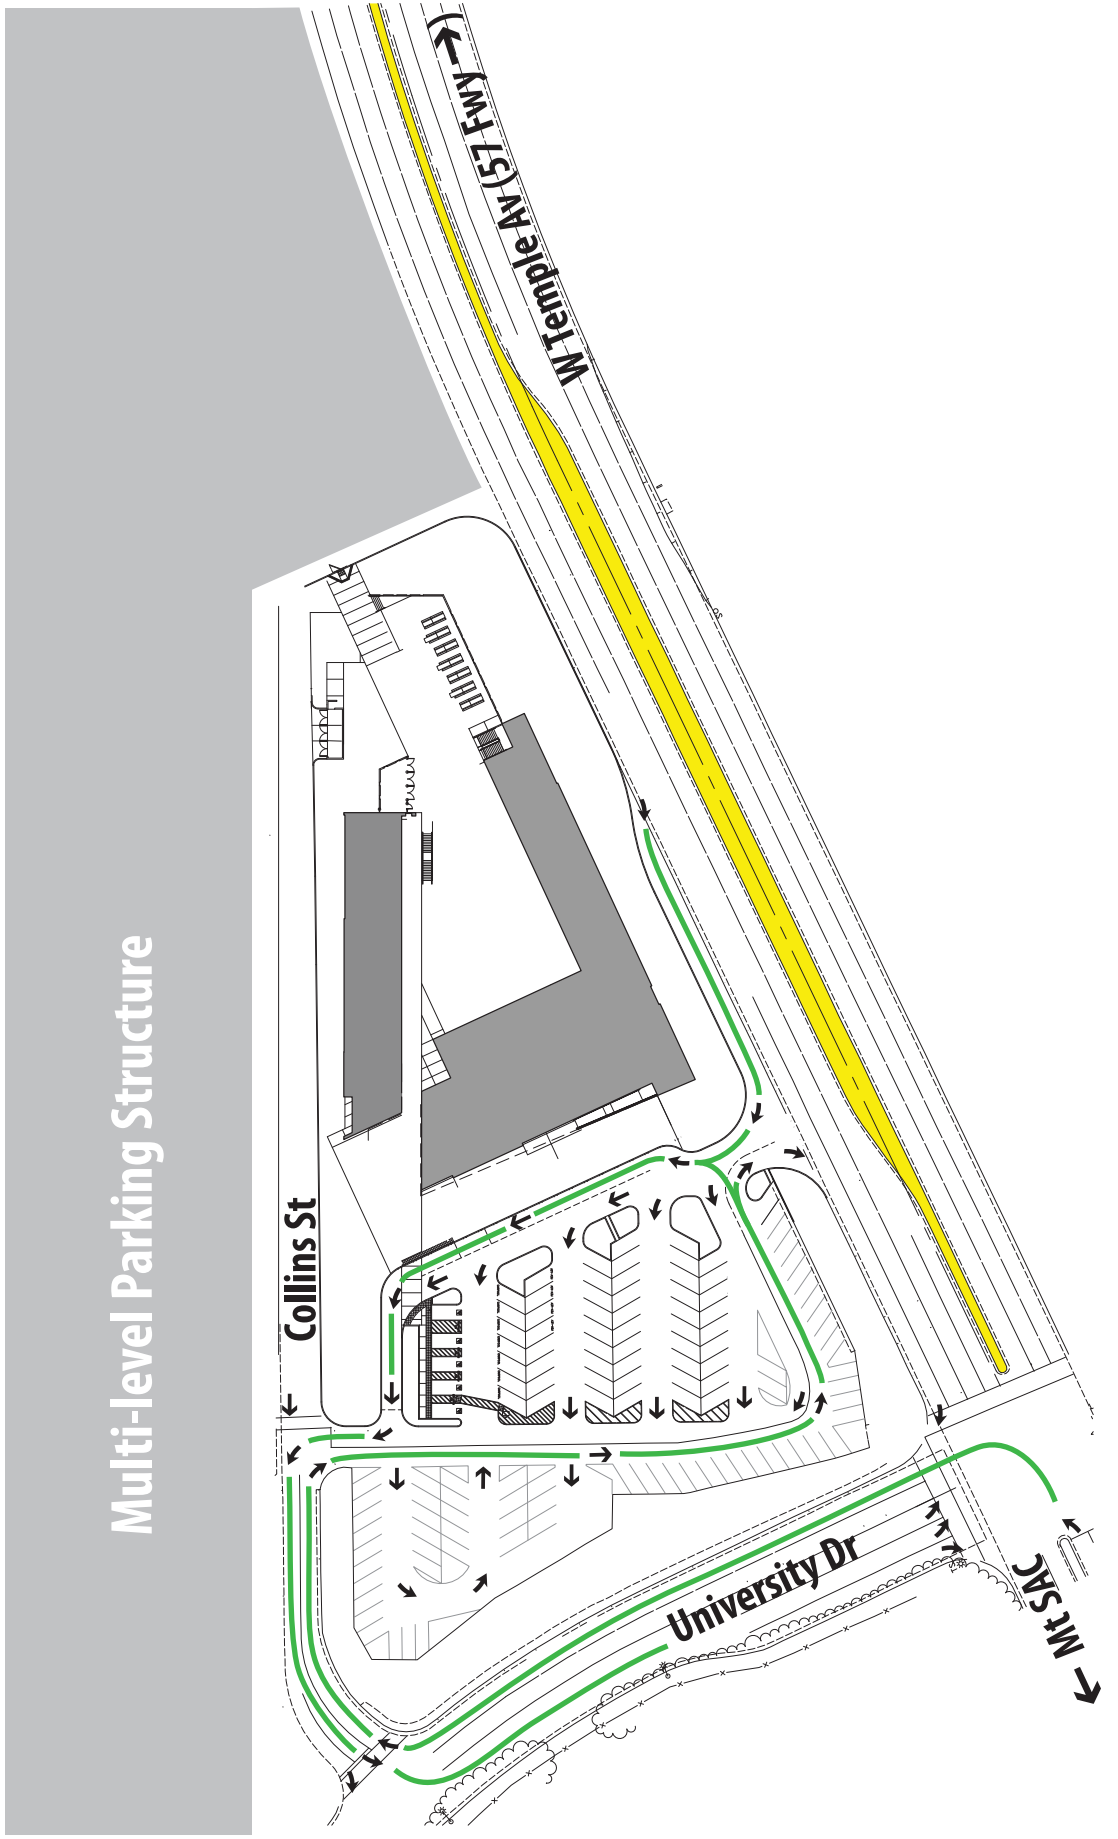 W Temple Av (57 Fwy ←)
Multi-level Parking Structure
Collins St
University Dr
← Mt SAC